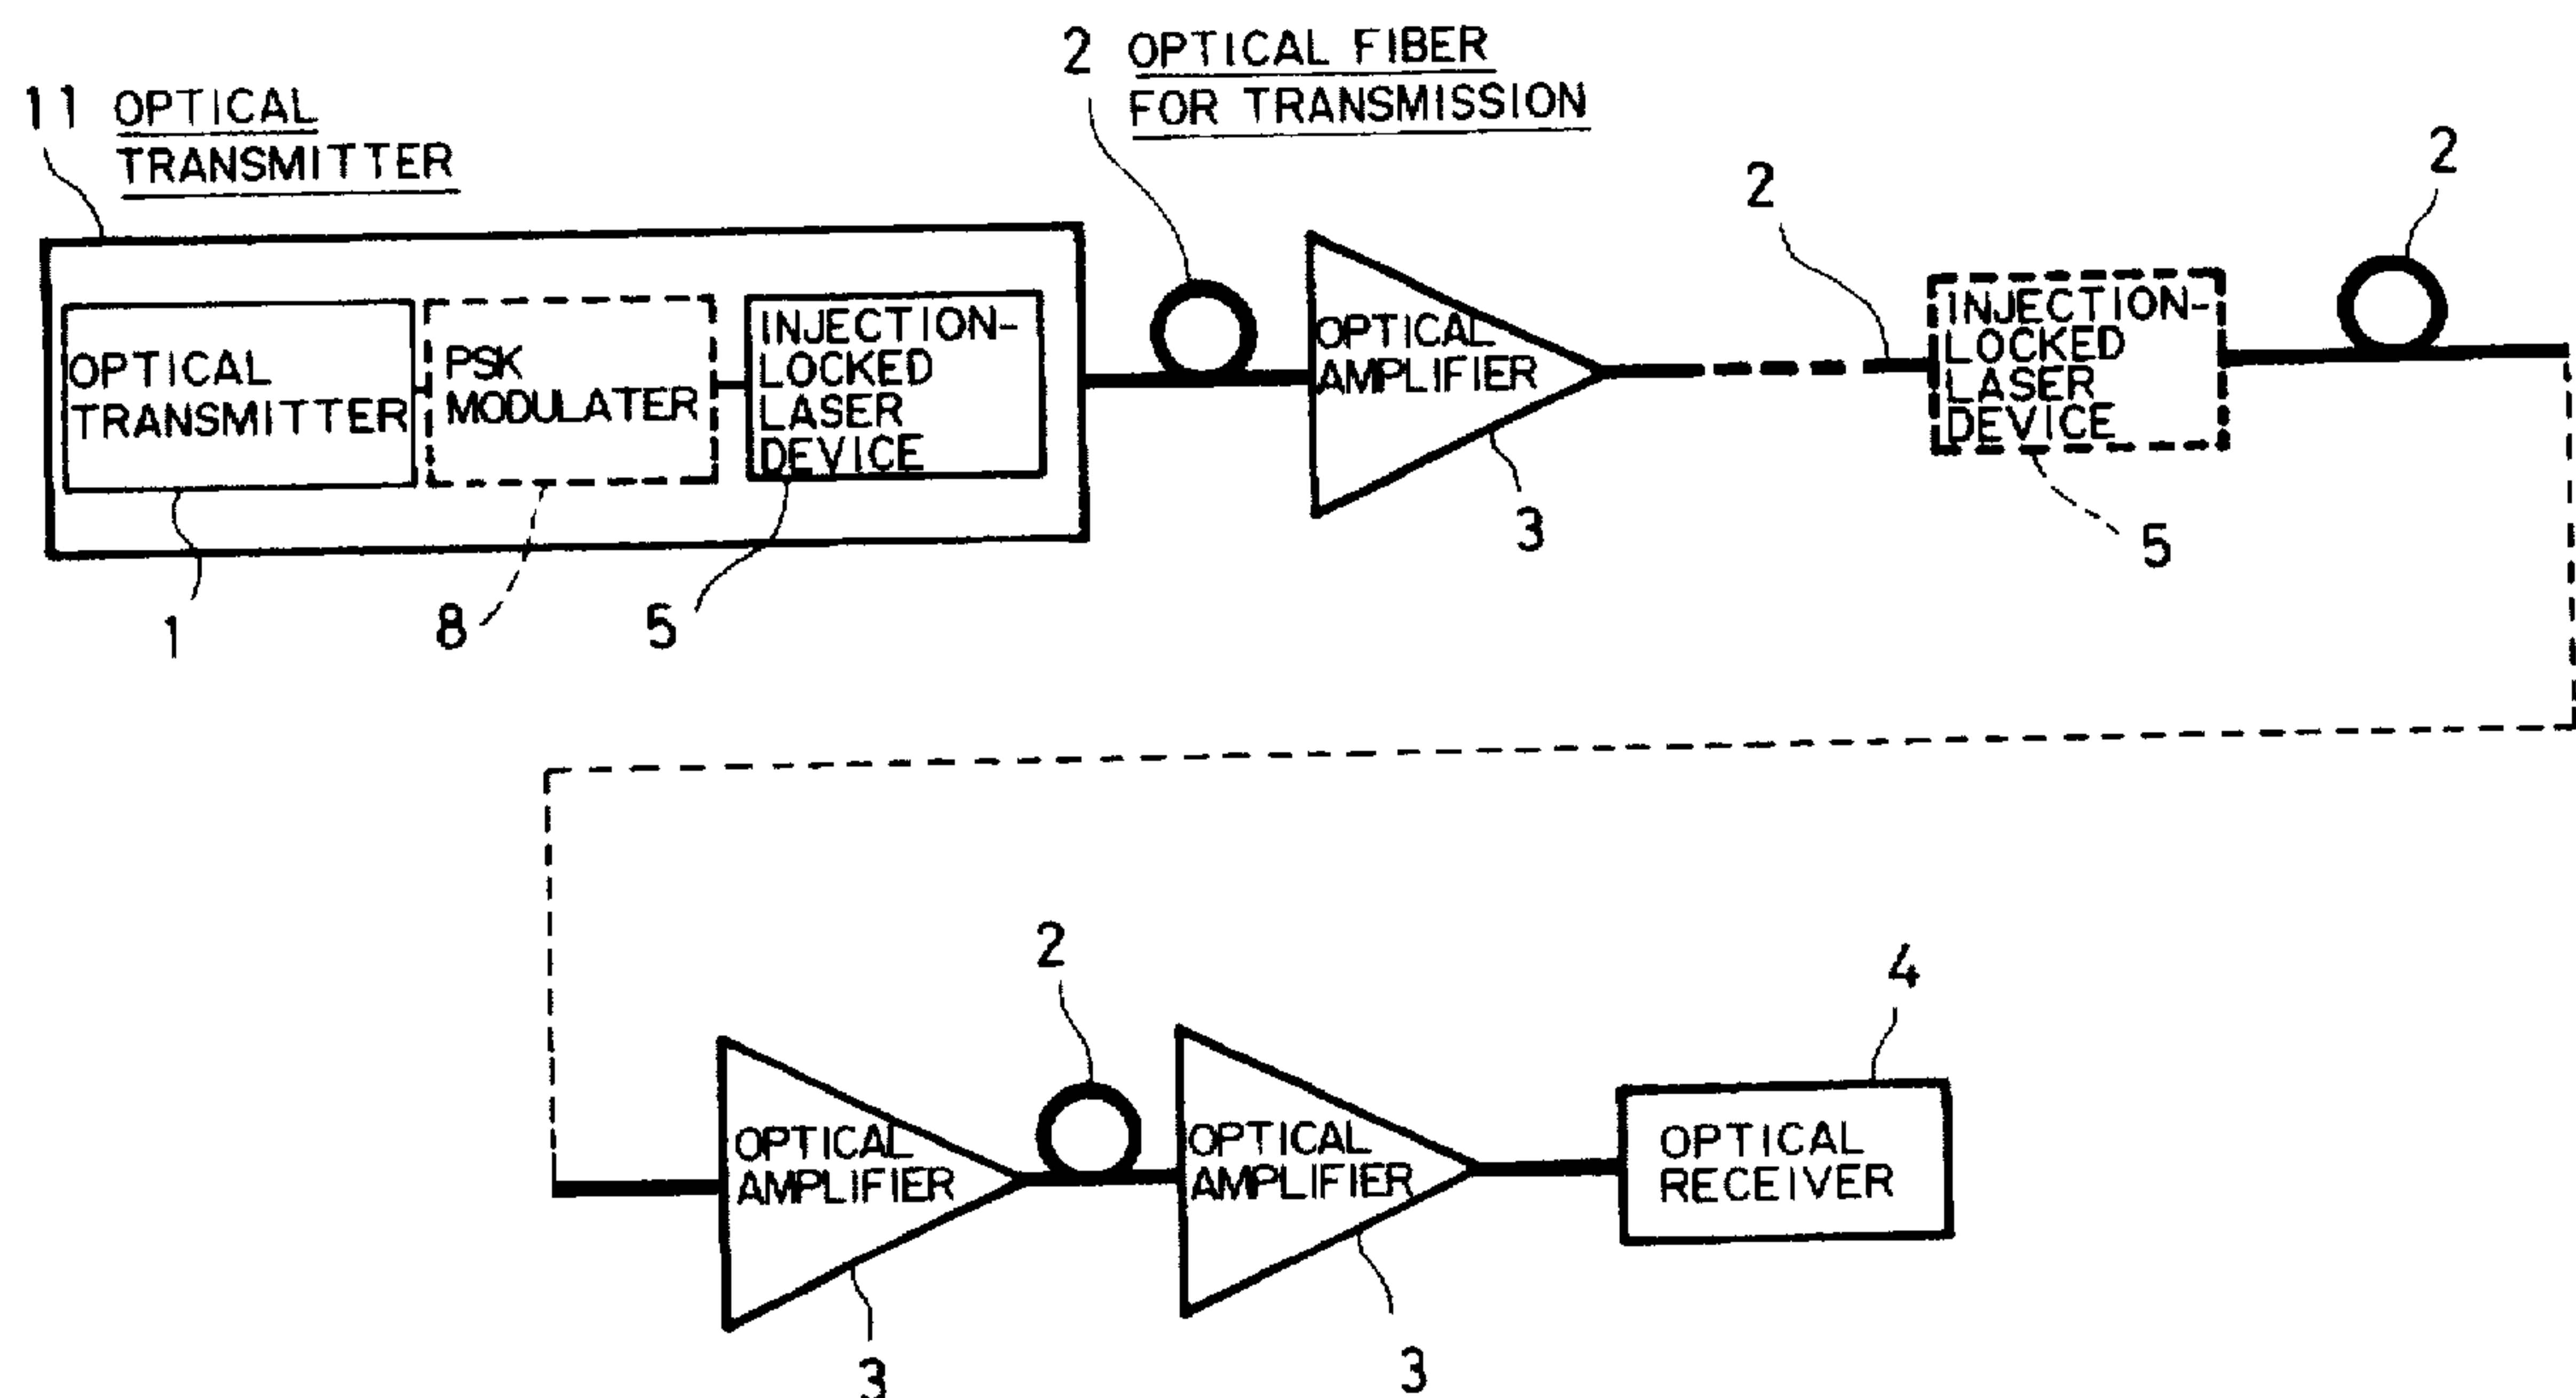 11 OPTICAL
TRANSMITTER
2 OPTICAL FIBER
FOR TRANSMISSION
2
2
OPTICAL
TRANSMITTER
PSK
MODULATER
INJECTION-
LOCKED
LASER
DEVICE
OPTICAL
AMPLIFIER
INJECTION-
LOCKED
LASER
DEVICE
1
8
5
3
5
2
4
OPTICAL
AMPLIFIER
OPTICAL
AMPLIFIER
OPTICAL
RECEIVER
3
3